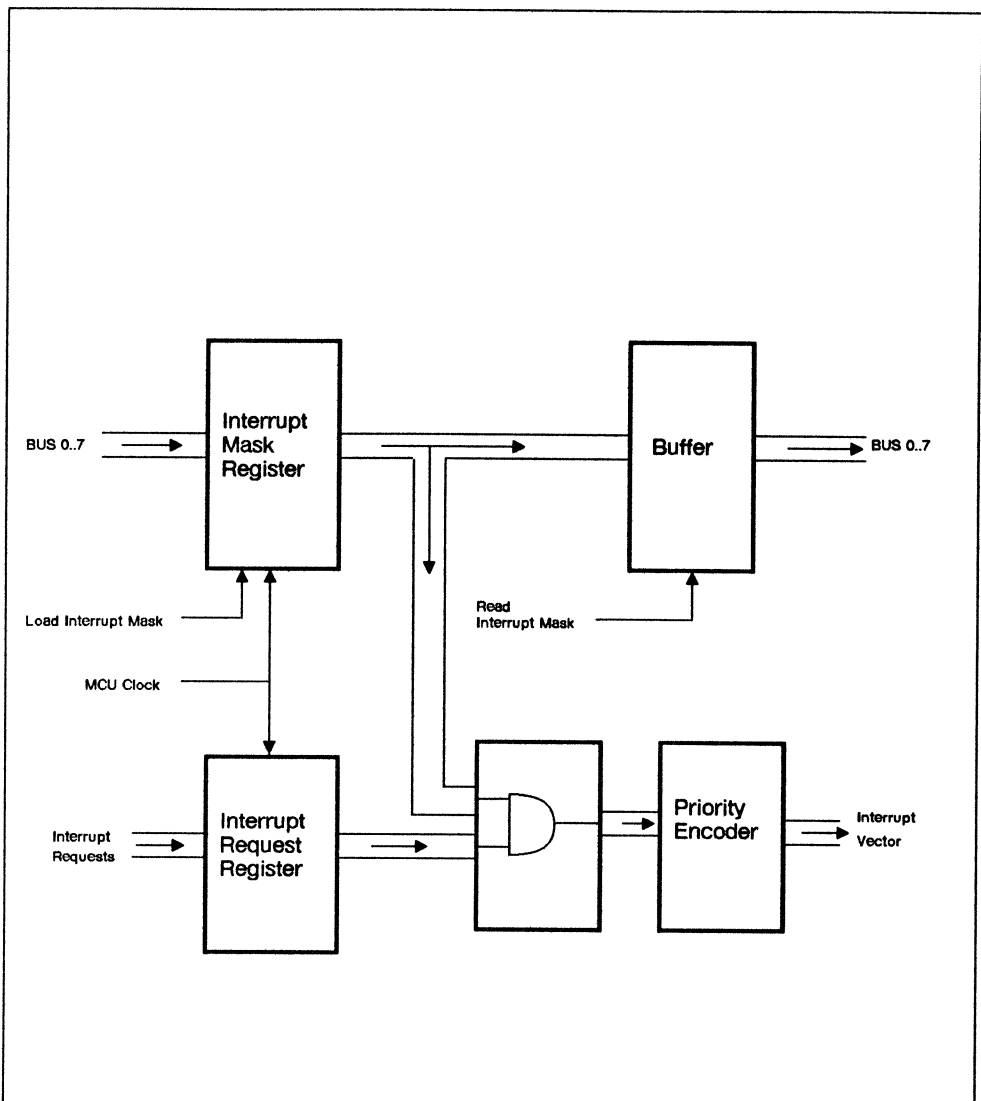 Interrupt
Mask
Register
BUS 0..7
Buffer
BUS 0..7
Load Interrupt Mask
Read
Interrupt Mask
MCU Clock
Interrupt
Requests
Interrupt
Request
Register
Priority
Encoder
Interrupt
Vector